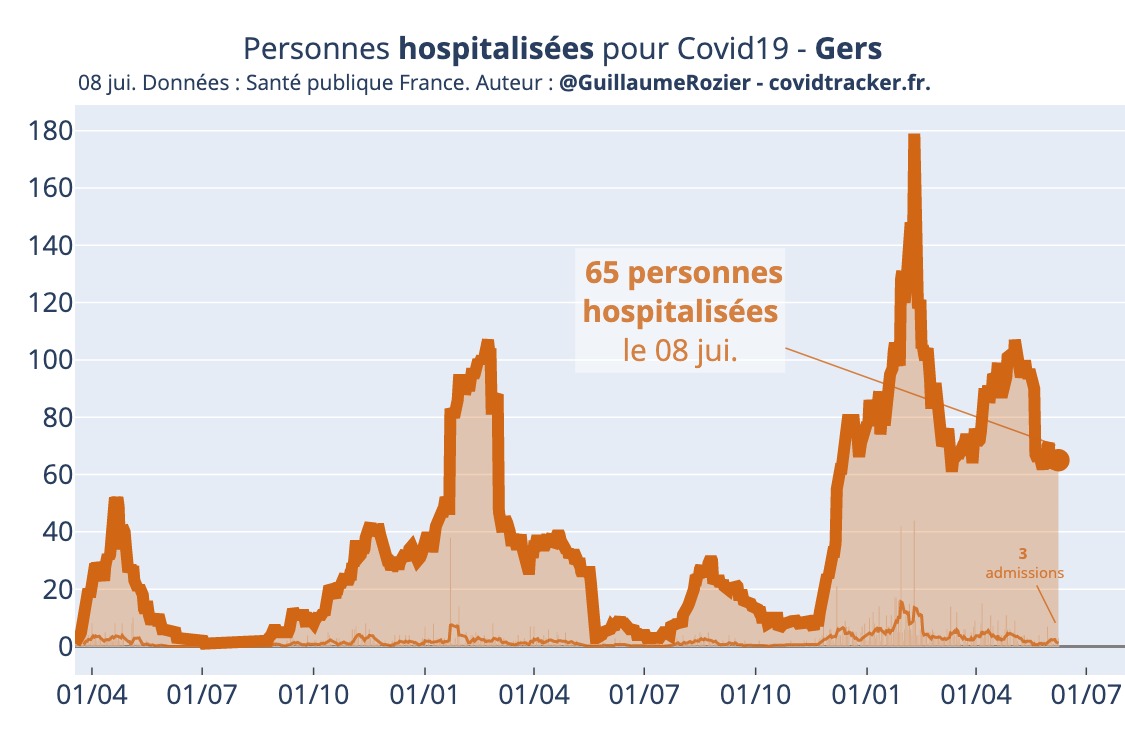 Personnes hospitalisées pour Covid19 - Gers
08 jui. Données : Santé publique France. Auteur : @GuillaumeRozier - covidtracker.fr.
180
160
140
120
100
80
60
40
20
0
65 personnes
hospitalisées
le 08 jui.
3
admissions
01/04 01/07 01/10 01/01 01/04 01/07 01/10 01/01 01/04 01/07